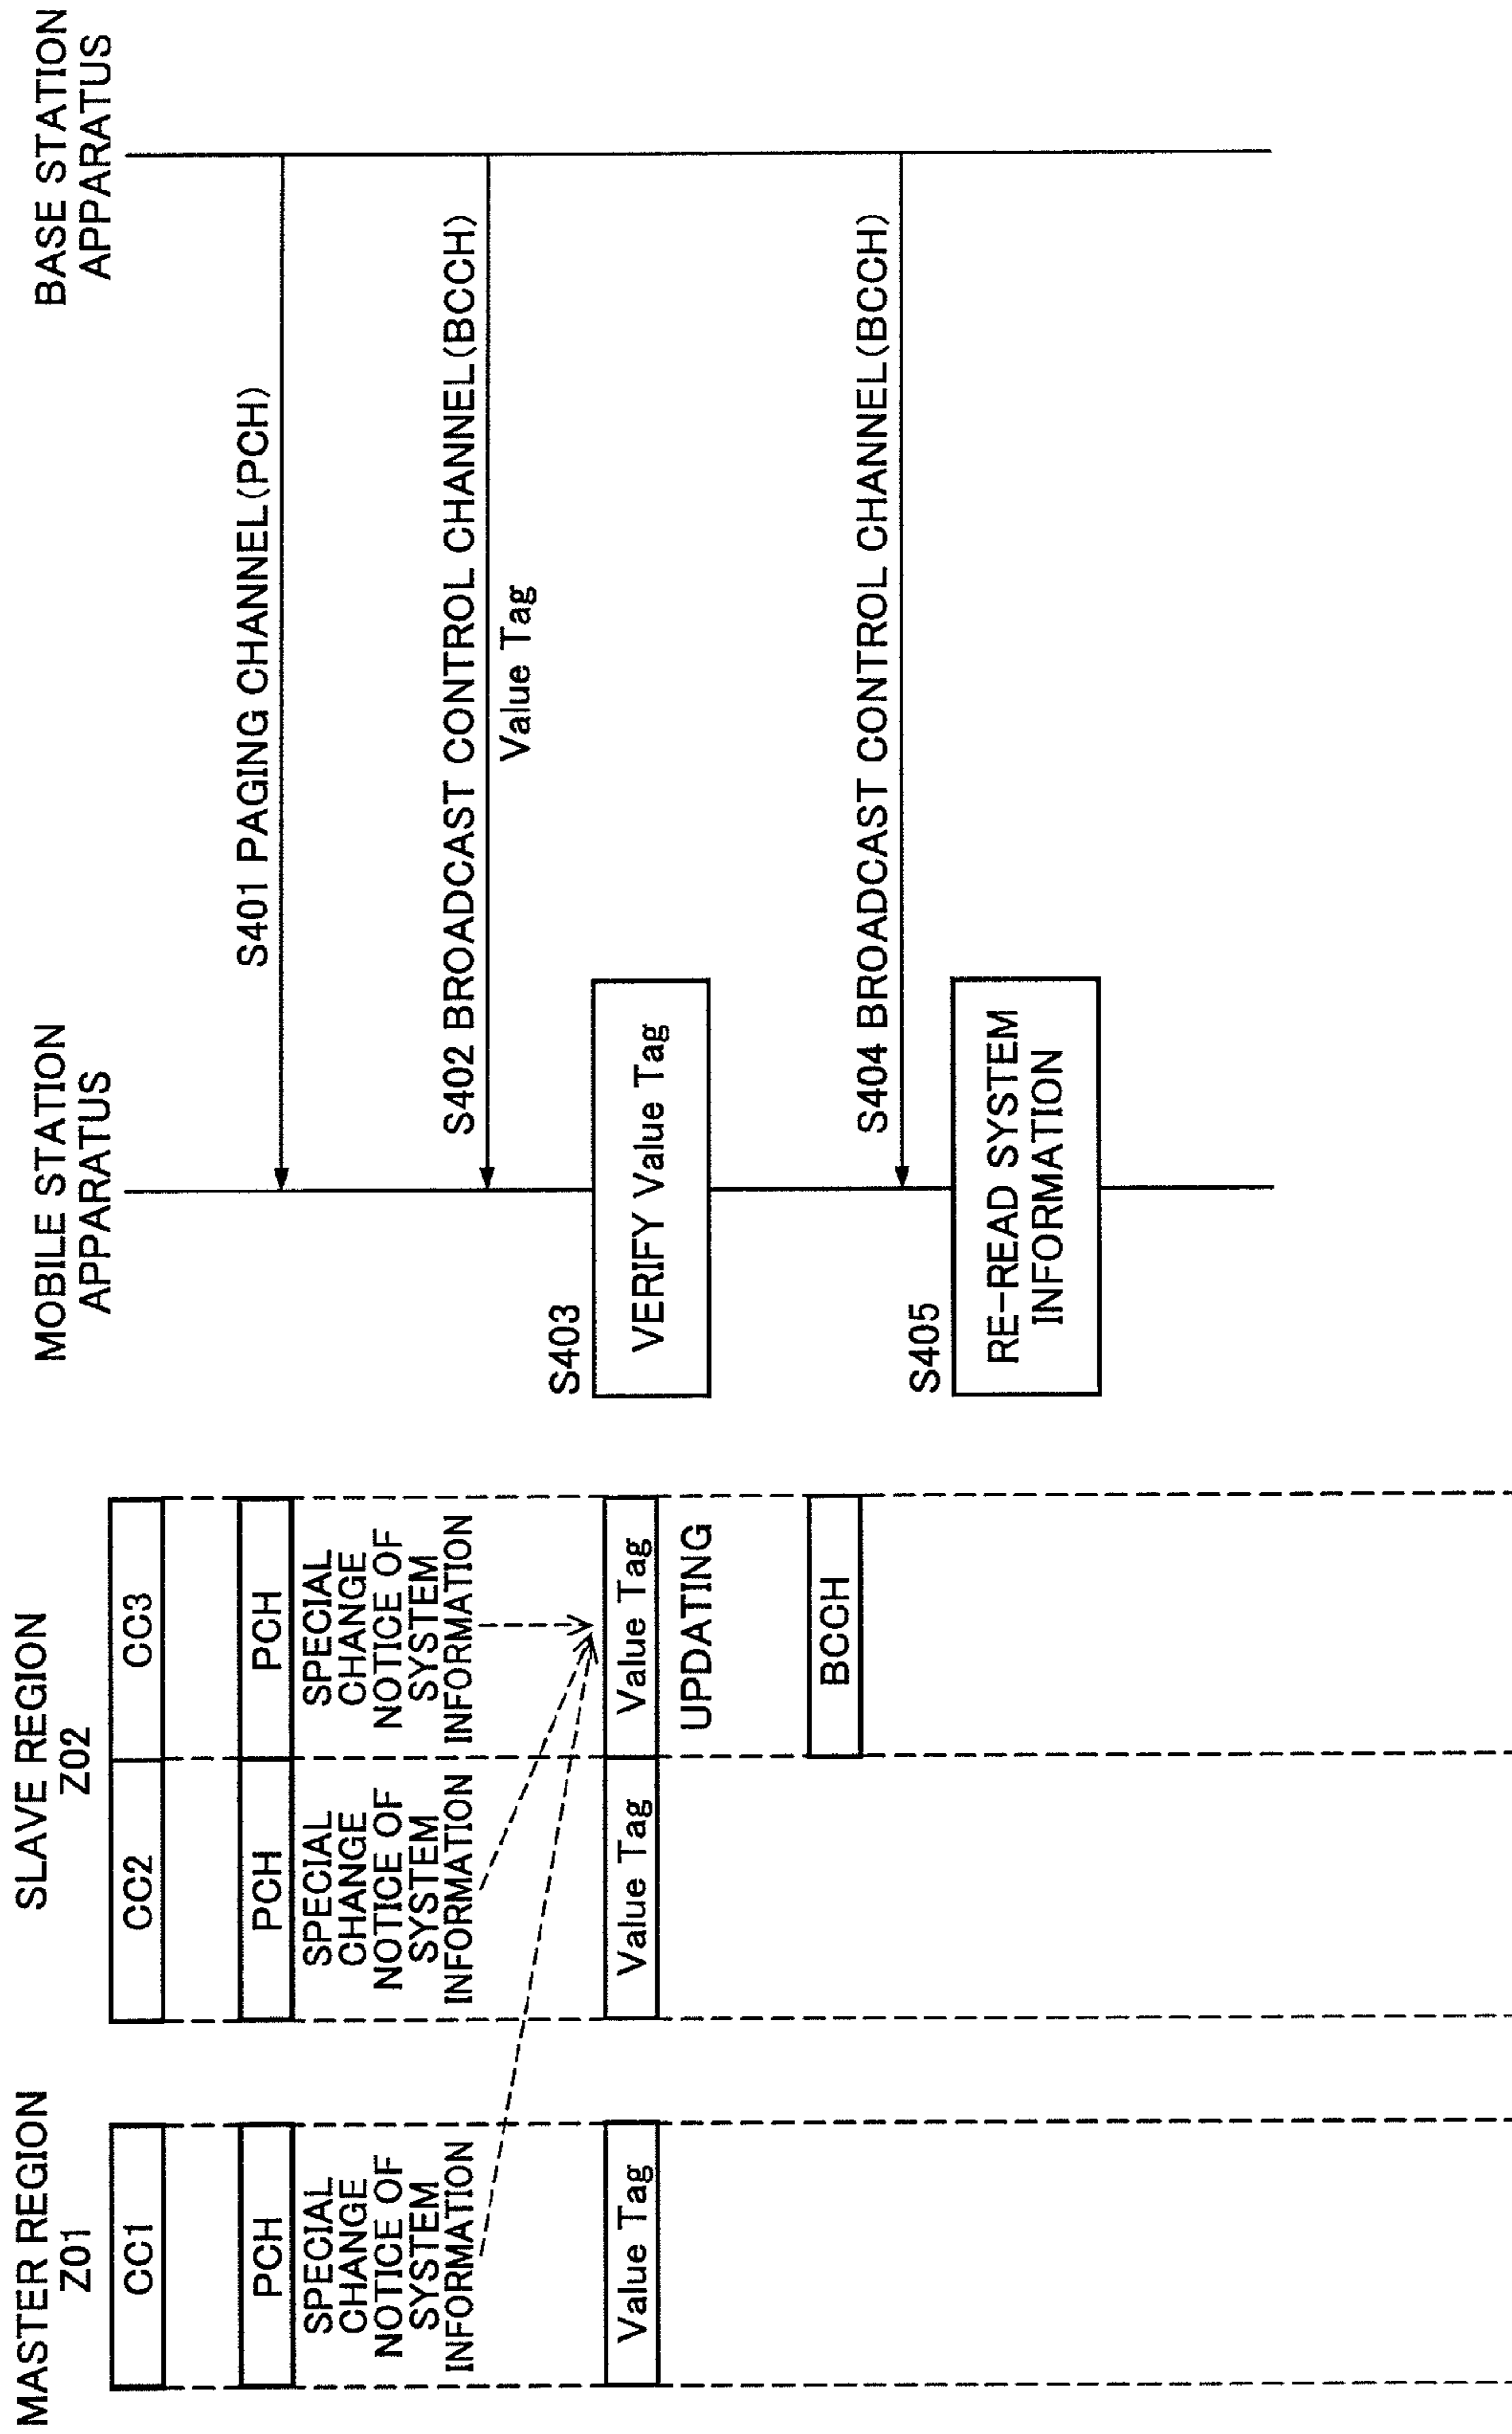 MASTER REGION
Z01
SLAVE REGION
Z02
MOBILE STATION
APPARATUS
BASE STATION
APPARATUS
CC1
CC2
CC3
PCH
PCH
PCH
S401 PAGING CHANNEL(PCH)
SPECIAL
CHANGE
NOTICE OF
SYSTEM
INFORMATION
SPECIAL
CHANGE
NOTICE OF
SYSTEM
INFORMATION
SPECIAL
CHANGE
NOTICE OF
SYSTEM
INFORMATION
S402 BROADCAST CONTROL CHANNEL(BCCH)
Value Tag
S403
Value Tag
Value Tag
Value Tag
VERIFY Value Tag
UPDATING
BCCH
S404 BROADCAST CONTROL CHANNEL(BCCH)
S405
RE-READ SYSTEM
INFORMATION